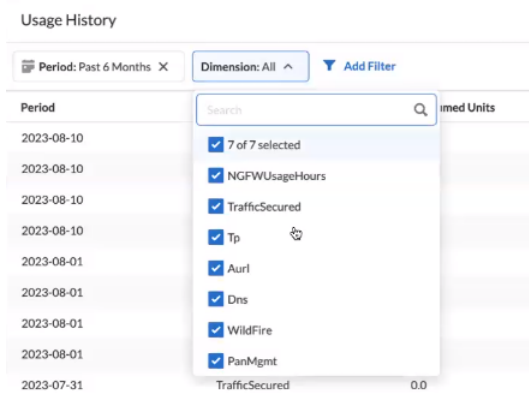 Usage History
Period: Past 6 Months × Dimension: All Add Filter
Period med Units
Search
2023-08-10
7 of 7 selected
2023-08-10
NGFWUsageHours
2023-08-10
TrafficSecured
2023-08-10
Tp
2023-08-01
Aurl
2023-08-01
Dns
2023-08-01
WildFire
2023-08-01
PanMgmt
2023-07-31 TrafficSecured 0.0